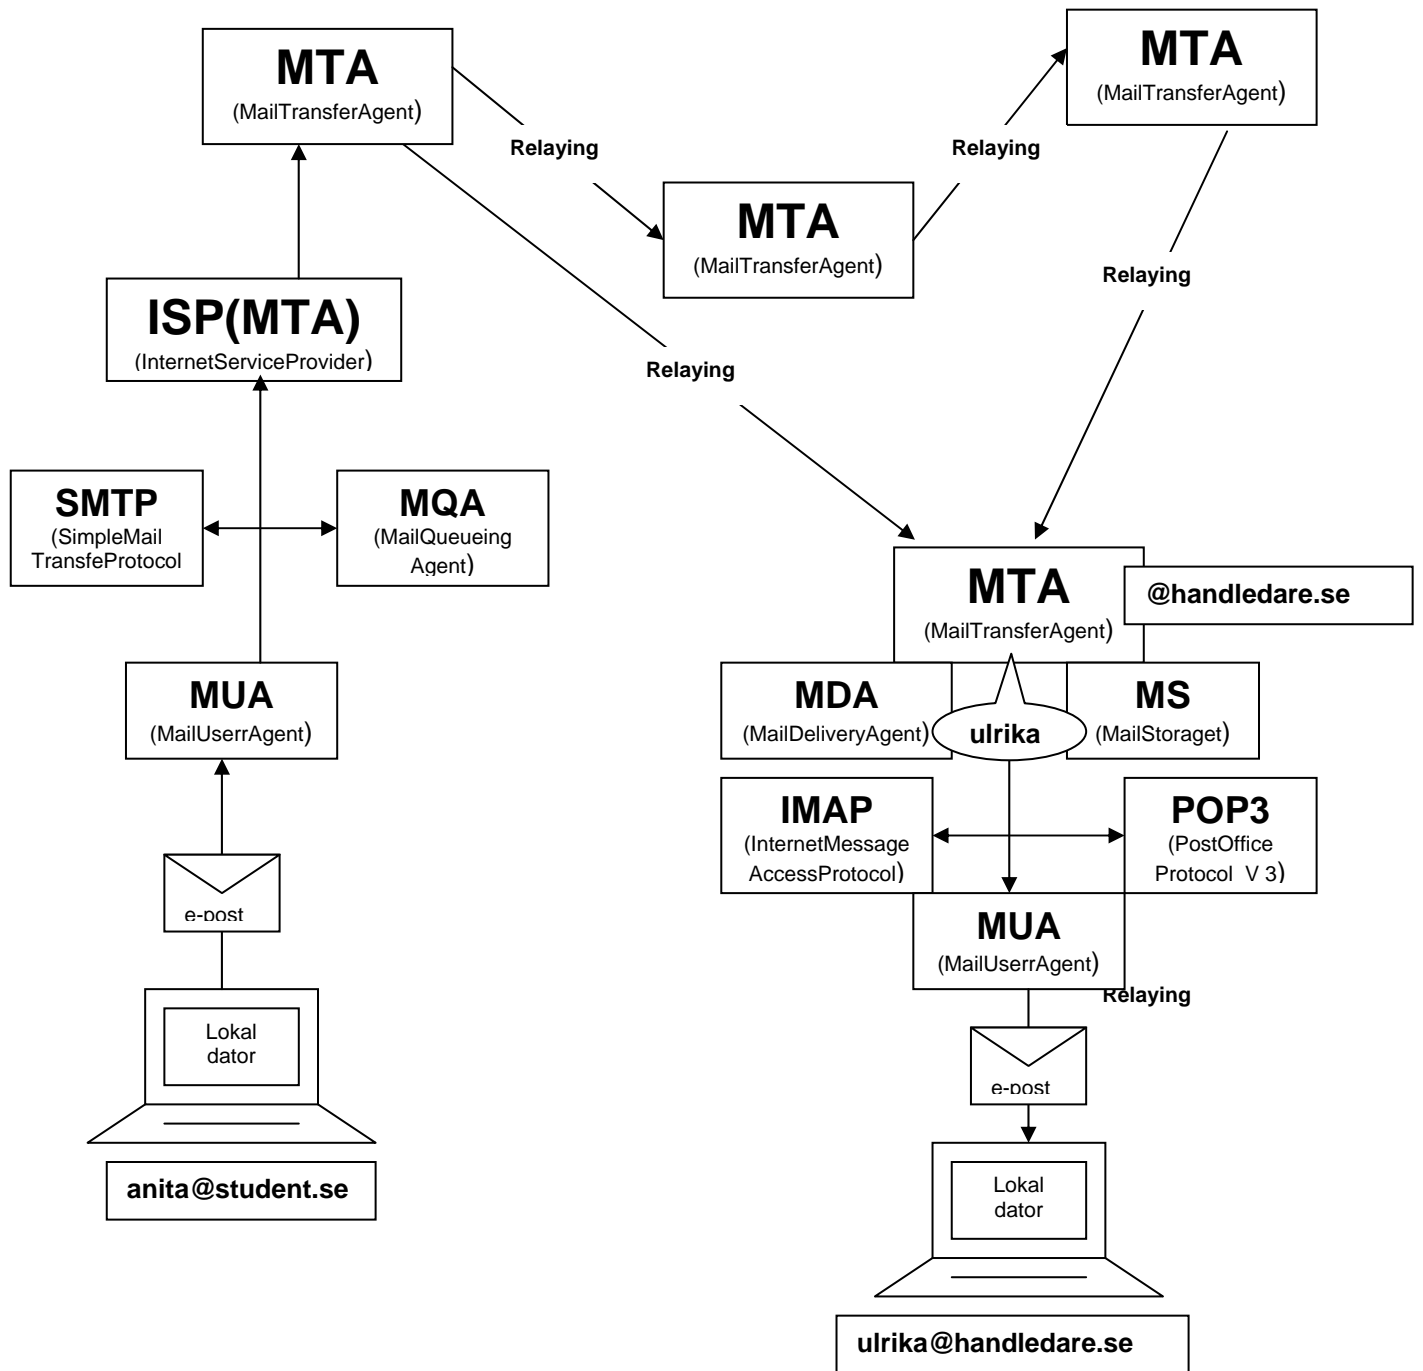 MTA
(MailTransferAgent)
MTA
(MailTransferAgent)
Relaying
Relaying
MTA
(MailTransferAgent)
Relaying
ISP(MTA)
(InternetServiceProvider)
Relaying
SMTP
(SimpleMail
TransfeProtocol
MQA
(MailQueueing
Agent)
MTA
(MailTransferAgent)
@handledare.se
MUA
(MailUserrAgent)
MDA
(MailDeliveryAgent)
ulrika
MS
(MailStoraget)
IMAP
(InternetMessage
AccessProtocol)
POP3
(PostOffice
Protocol V 3)
e-post
MUA
(MailUserrAgent)
Relaying
Lokal
dator
e-post
anita@student.se
Lokal
dator
ulrika@handledare.se